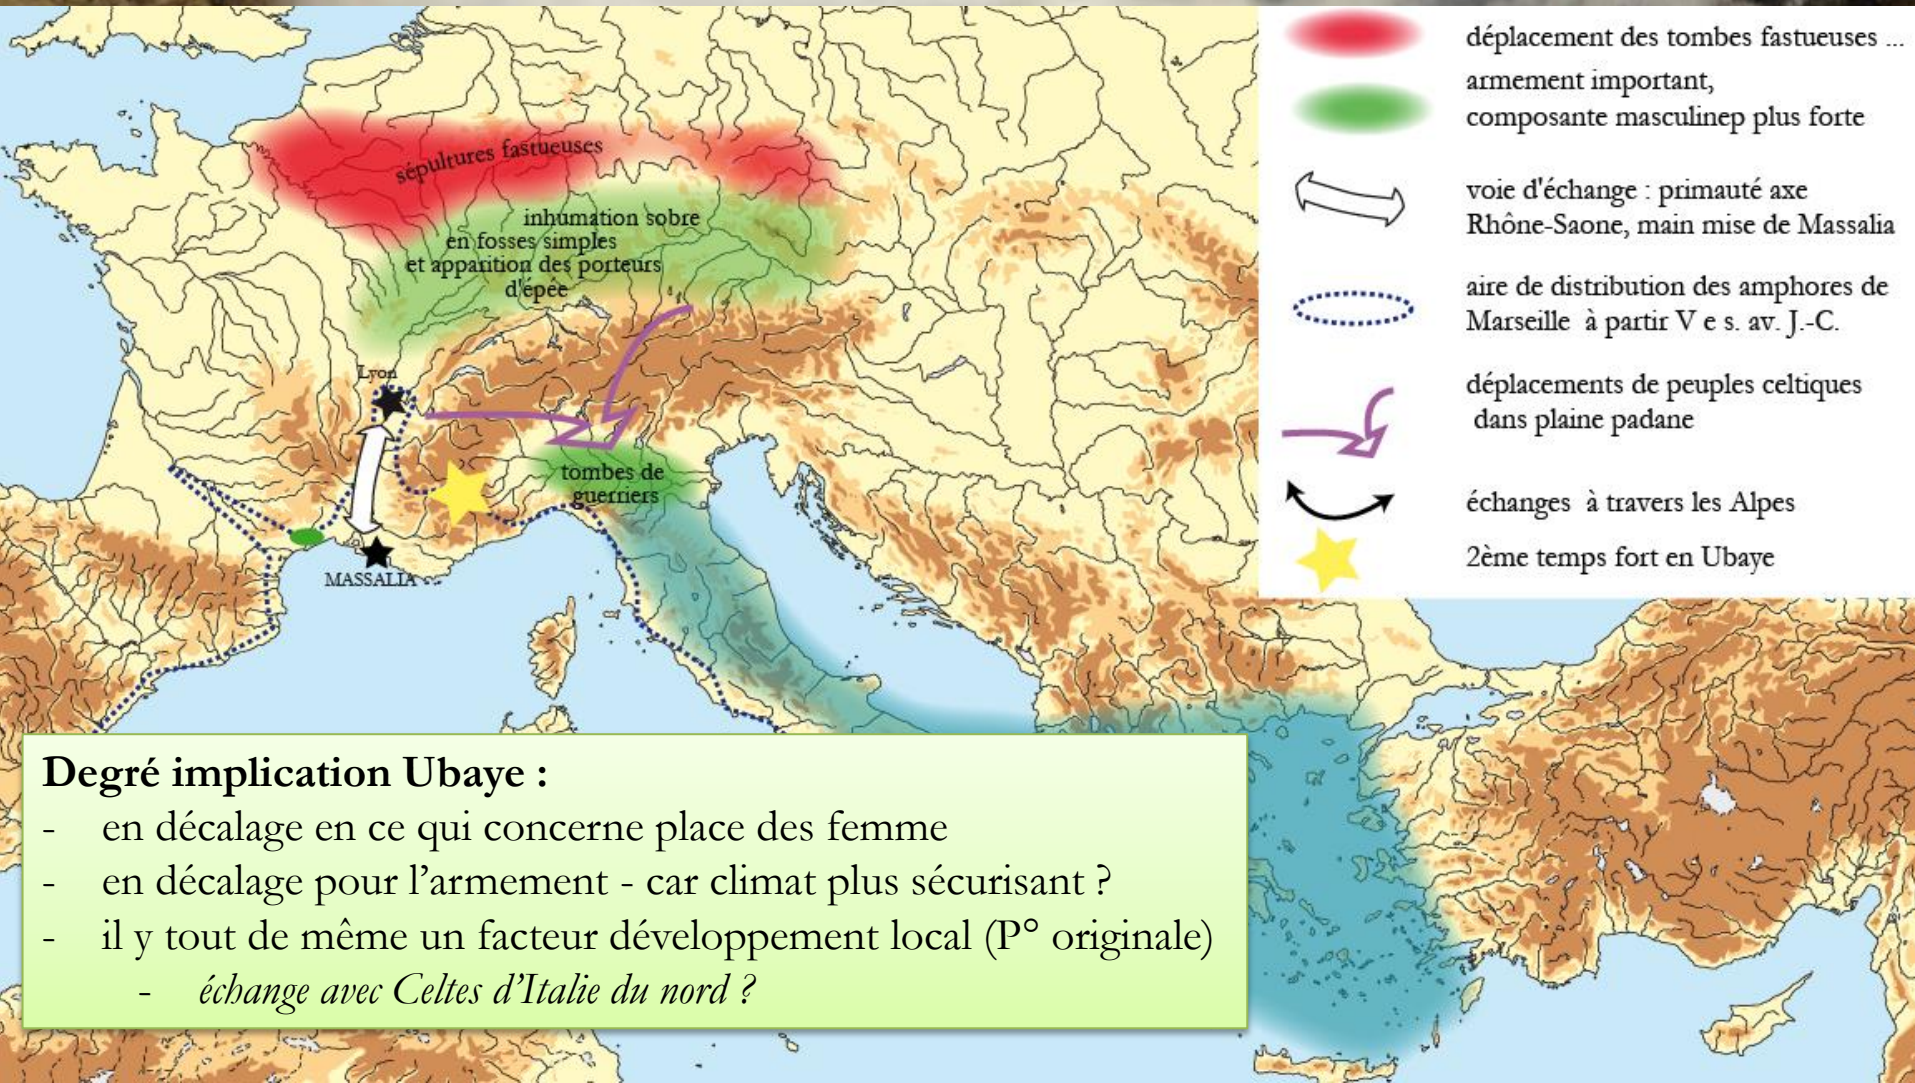 déplacement des tombes fastueuses ...
armement important,
composante masculinep plus forte
voie d'échange : primauté axe
Rhône-Saone, main mise de Massalia
aire de distribution des amphores de
Marseille à partir V e s. av. J.-C.
déplacements de peuples celtiques
dans plaine padane
échanges à travers les Alpes
2ème temps fort en Ubaye
sépultures fastueuses
inhumation sobre
en fosses simples
et apparition des porteurs
d'épée
Lyon
tombes de
guerriers
MASSALIA
Degré implication Ubaye :
- en décalage en ce qui concerne place des femme
- en décalage pour l'armement - car climat plus sécurisant ?
- il y tout de même un facteur développement local (P° originale)
- échange avec Celtes d'Italie du nord ?